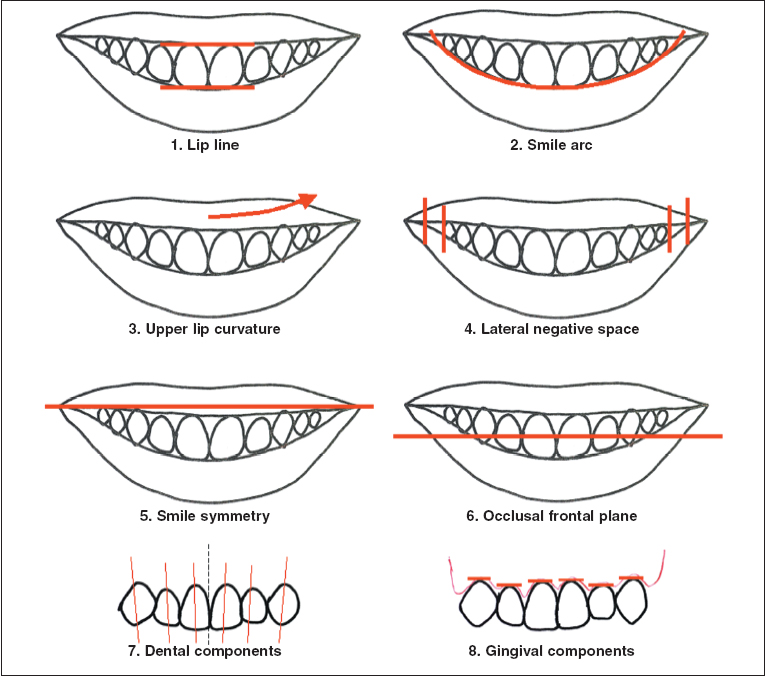 1. Lip line
2. Smile arc
3. Upper lip curvature
4. Lateral negative space
5. Smile symmetry
6. Occlusal frontal plane
7. Dental components
8. Gingival components